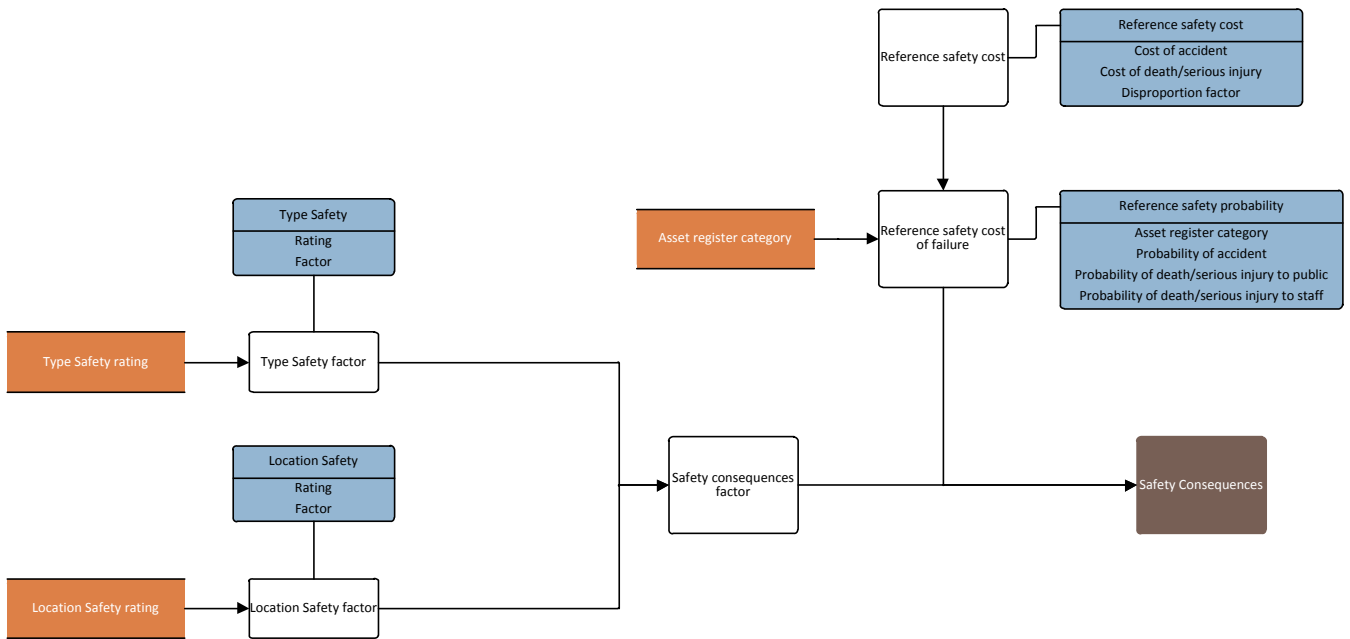 Reference safety cost
Reference safety cost
Cost of accident
Cost of death/serious injury
Disproportion factor
Type Safety
Rating
Factor
Asset register category
Reference safety cost
of failure
Reference safety probability
Asset register category
Probability of accident
Probability of death/serious injury to public
Probability of death/serious injury to staff
Type Safety rating
Type Safety factor
Location Safety
Rating
Factor
Safety consequences
factor
Safety Consequences
Location Safety rating
Location Safety factor